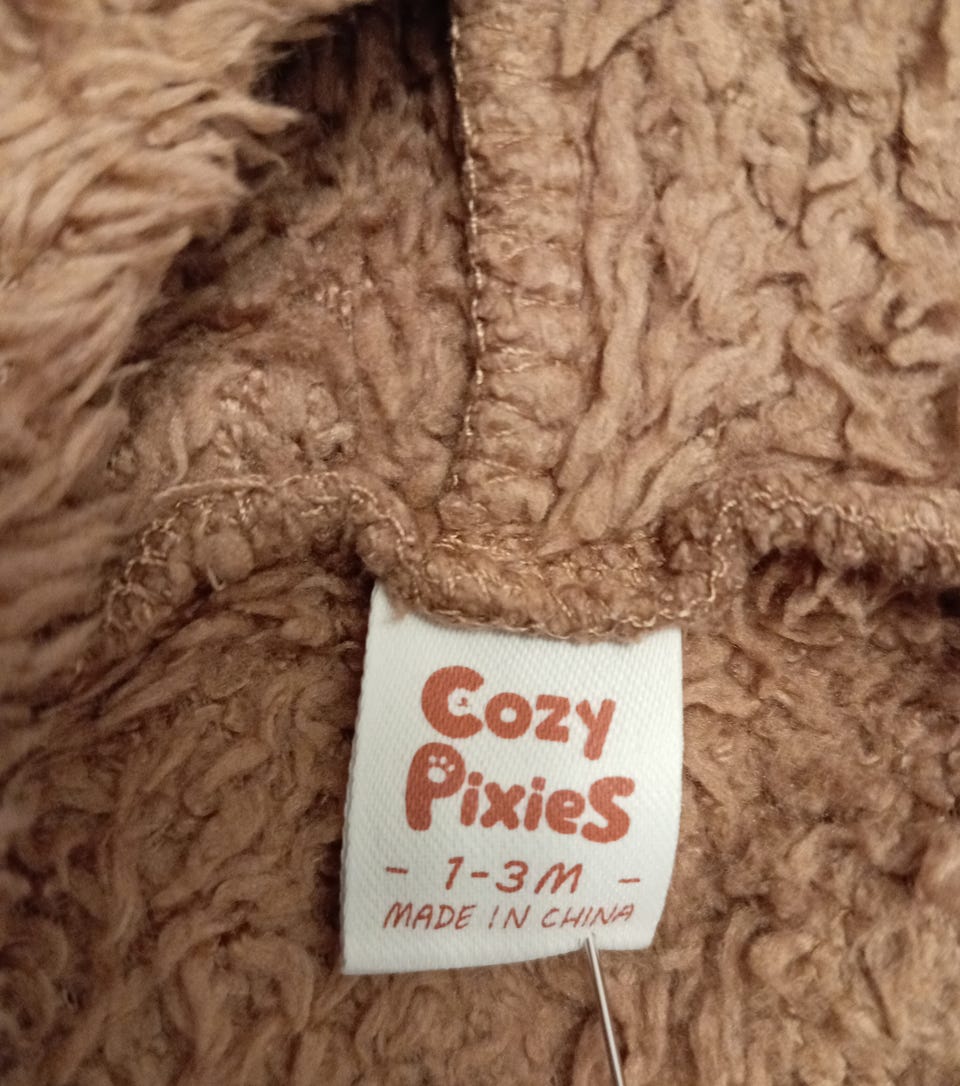 Cozy
PixieS
- 1-3M -
MADE IN CHINA